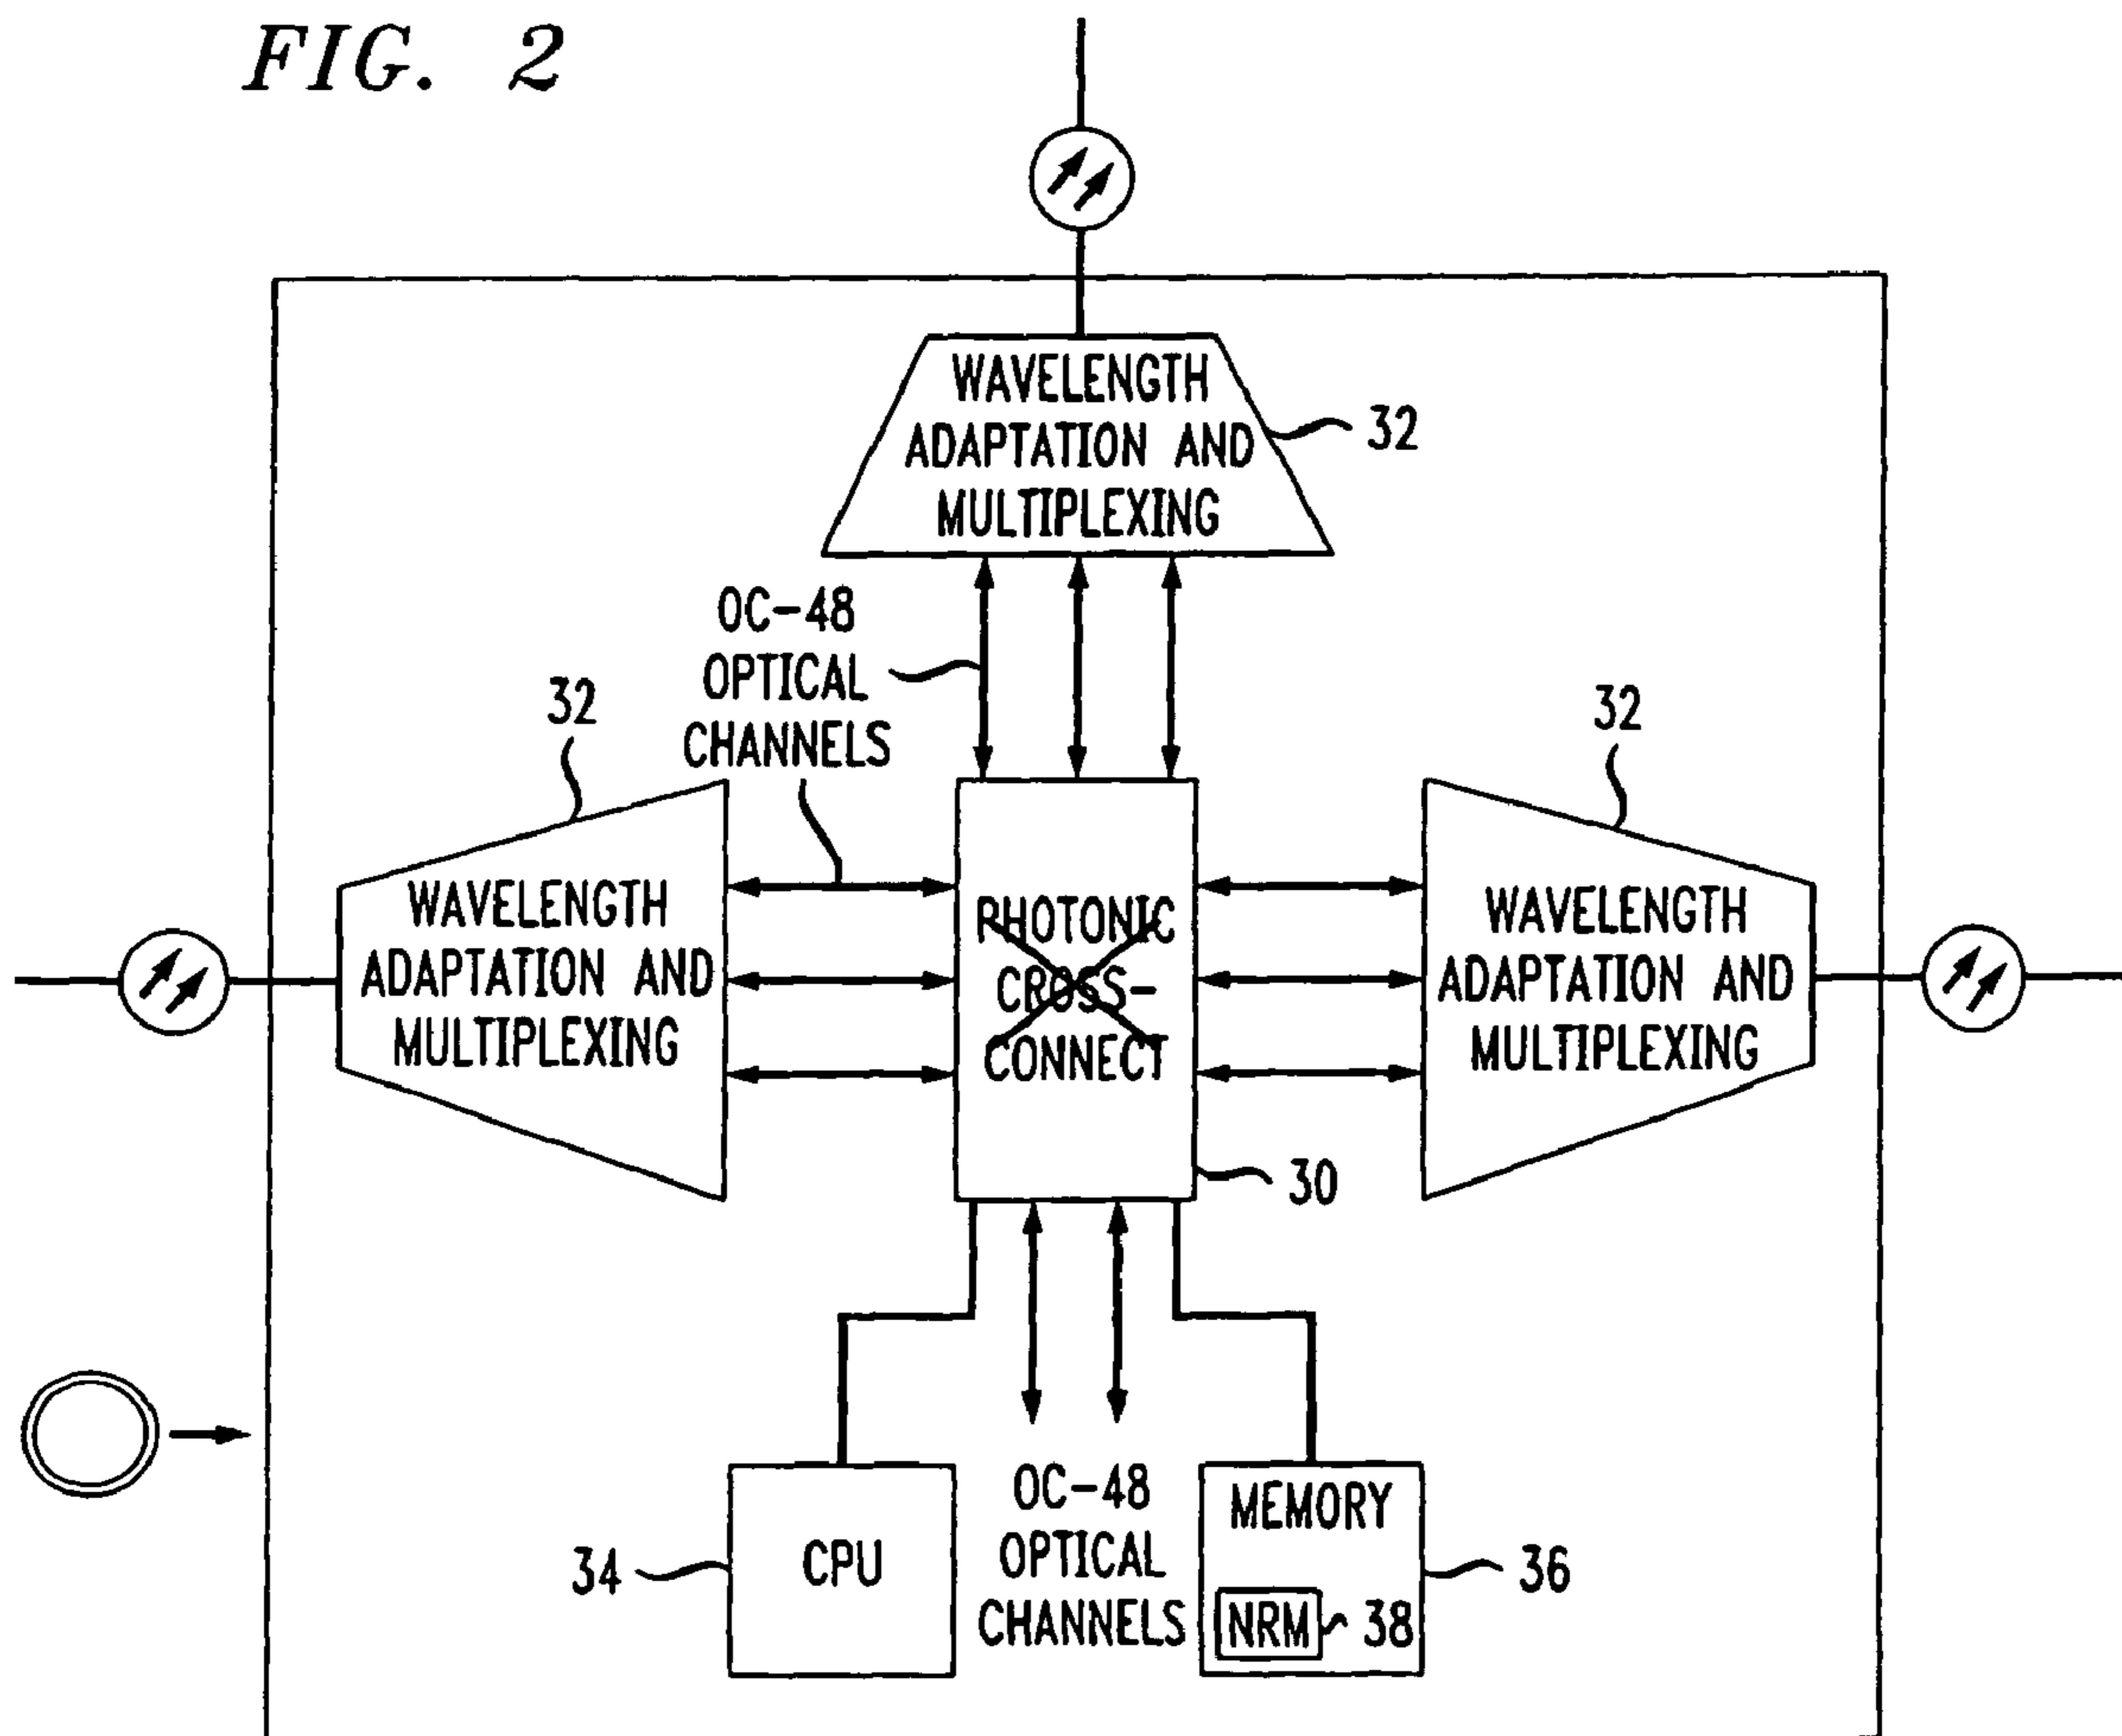 FIG. 2
WAVELENGTH
ADAPTATION AND
MULTIPLEXING
32
OC-48
OPTICAL
CHANNELS
32
32
WAVELENGTH
ADAPTATION AND
MULTIPLEXING
PHOTONIC
CROSS-
CONNECT
WAVELENGTH
ADAPTATION AND
MULTIPLEXING
30
OC-48
OPTICAL
CHANNELS
CPU
34
MEMORY
36
NRM
38